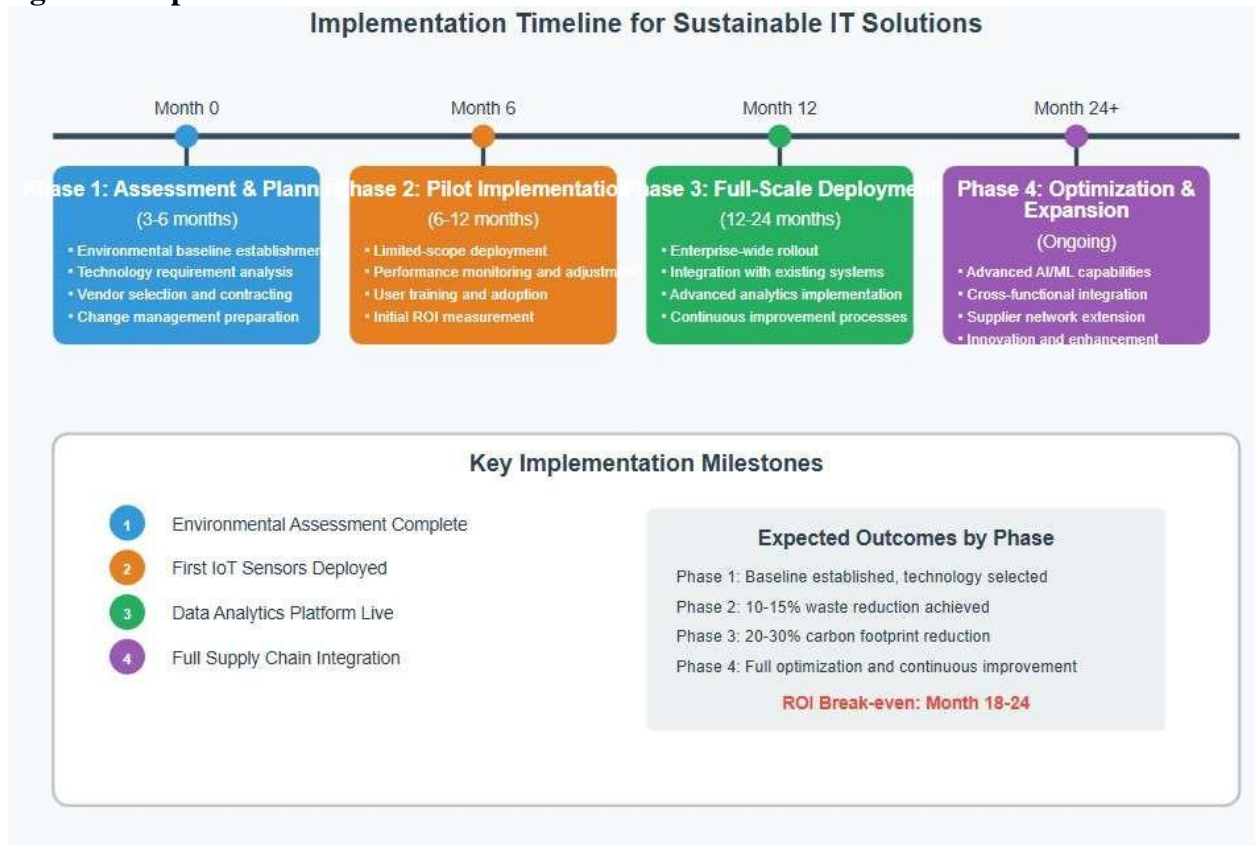 Implementation Timeline for Sustainable IT Solutions
Month 0
Month 6
Month 12
Month 24+
hase 1: Assessment & Plann
hase 2: Pilot Implementatio
ase 3: Full-Scale Deployme
Phase 4: Optimization &
Expansion
(3-6 months)
(6-12 months)
(12-24 months)
(Ongoing)
• Environmental baseline establishmen
• Technology requirement analysis
• Vendor selection and contracting
• Change management preparation
• Limited-scope deployment
• Performance monitoring and adjustm
• User training and adoption
• Initial ROI measurement
• Enterprise-wide rollout
• Integration with existing systems
• Advanced analytics implementation
• Continuous improvement processes
• Advanced AI/ML capabilities
• Cross-functional integration
• Supplier network extension
• Innovation and enhancement
Key Implementation Milestones
1 Environmental Assessment Complete
2 First IoT Sensors Deployed
3 Data Analytics Platform Live
4 Full Supply Chain Integration
Expected Outcomes by Phase
Phase 1: Baseline established, technology selected
Phase 2: 10-15% waste reduction achieved
Phase 3: 20-30% carbon footprint reduction
Phase 4: Full optimization and continuous improvement
ROI Break-even: Month 18-24